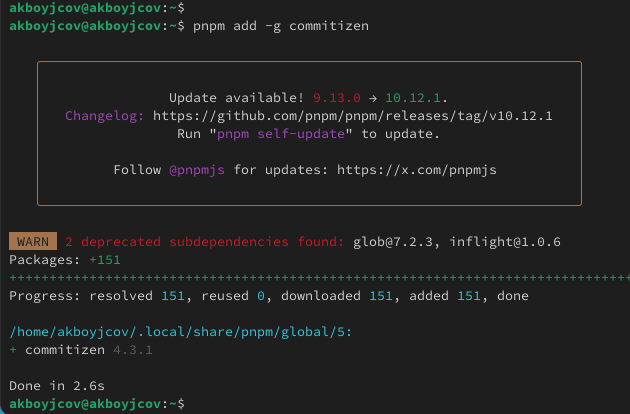 akboyjcov@akboyjcov:~$
akboyjcov@akboyjcov:~$ pnpm add -g commitizen
Update available! 9.13.0 → 10.12.1.
Changelog: https://github.com/pnpm/pnpm/releases/tag/v10.12.1
Run "pnpm self-update" to update.
Follow @pnpmjs for updates: https://x.com/pnpmjs
WARN 2 deprecated subdependencies found: glob@7.2.3, inflight@1.0.6
Packages: +151
++++++++++++++++++++++++++++++++++++++++++++++++++++++++++++++++++++++++++++++
Progress: resolved 151, reused 0, downloaded 151, added 151, done
/home/akboyjcov/.local/share/pnpm/global/5:
+ commitizen 4.3.1
Done in 2.6s
akboyjcov@akboyjcov:~$